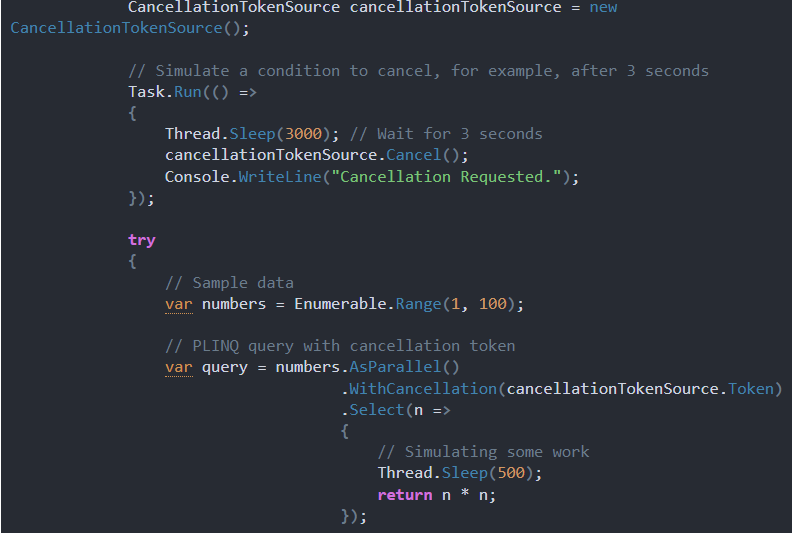 CancellationTokenSource cancellationTokenSource = new
CancellationTokenSource();
// Simulate a condition to cancel, for example, after 3 seconds
Task.Run(() =>
{
Thread.Sleep(3000); // Wait for 3 seconds
cancellationTokenSource.Cancel();
Console.WriteLine("Cancellation Requested.");
});
try
{
// Sample data
var numbers = Enumerable.Range(1, 100);
// PLINQ query with cancellation token
var query = numbers.AsParallel()
.WithCancellation(cancellationTokenSource.Token)
.Select(n =>
{
// Simulating some work
Thread.Sleep(500);
return n * n;
});